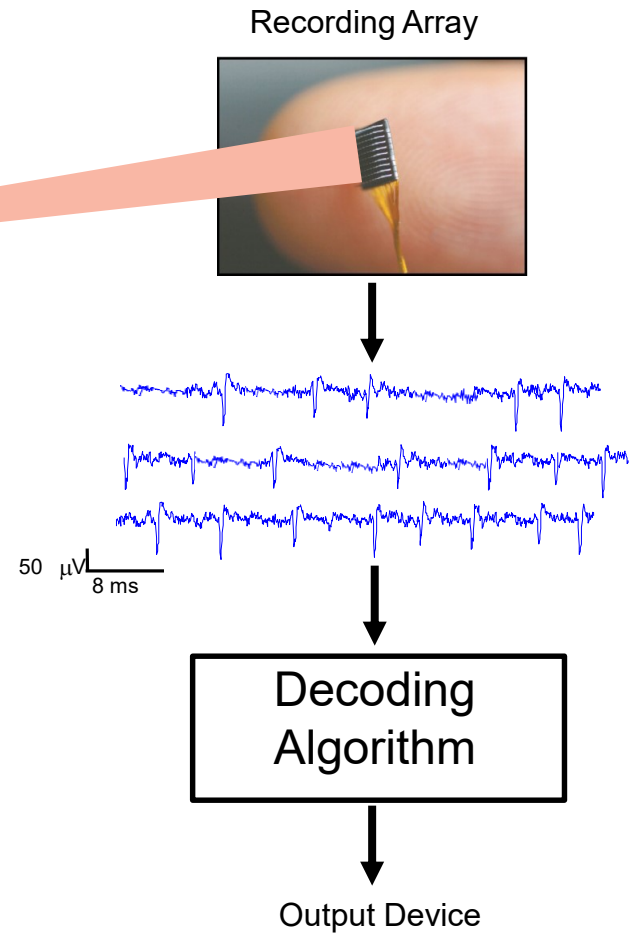 Recording Array
50 μV
8 ms
Decoding
Algorithm
Output Device